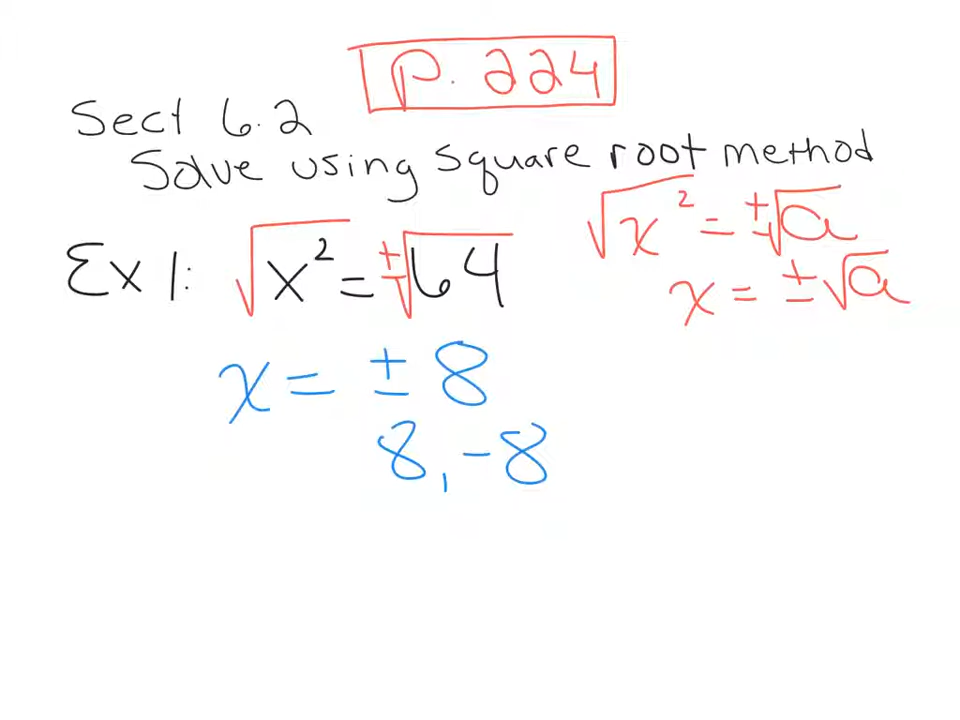 P. 224
Sect 6.2
Solve using square root method
√x² = ±√a
x = ±√a
Ex 1: √x² = ±√64
x = ± 8
8, -8